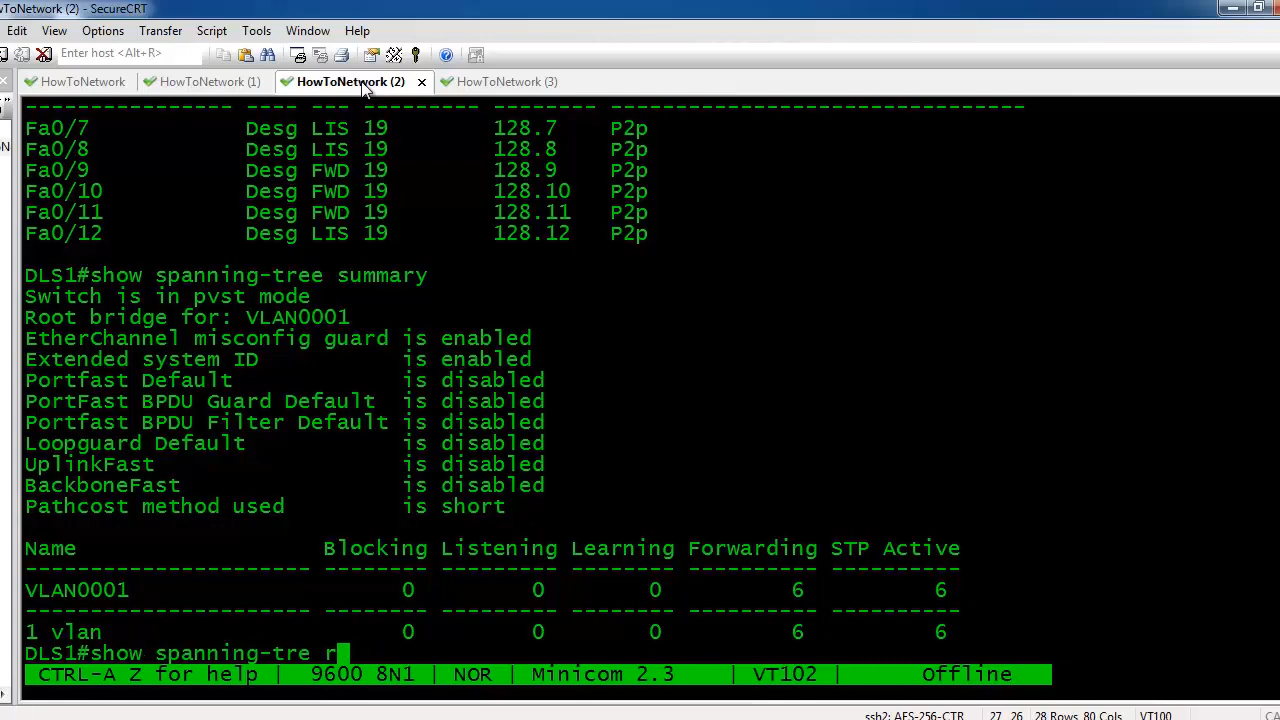 wToNetwork (2) - SecureCRT
Edit View Options Transfer Script Tools Window Help
Enter host <Alt+R>
HowToNetwork HowToNetwork (1) HowToNetwork (2) HowToNetwork (3)
---------------- ---- --- --------- -------- --------------------------------
Fa0/7 Desg LIS 19 128.7 P2p
Fa0/8 Desg LIS 19 128.8 P2p
Fa0/9 Desg FWD 19 128.9 P2p
Fa0/10 Desg FWD 19 128.10 P2p
Fa0/11 Desg FWD 19 128.11 P2p
Fa0/12 Desg LIS 19 128.12 P2p
DLS1#show spanning-tree summary
Switch is in pvst mode
Root bridge for: VLAN0001
EtherChannel misconfig guard is enabled
Extended system ID is enabled
Portfast Default is disabled
PortFast BPDU Guard Default is disabled
Portfast BPDU Filter Default is disabled
Loopguard Default is disabled
UplinkFast is disabled
BackboneFast is disabled
Pathcost method used is short
Name Blocking Listening Learning Forwarding STP Active
---------------------- -------- --------- -------- ---------- ----------
VLAN0001 0 0 0 6 6
---------------------- -------- --------- -------- ---------- ----------
1 vlan 0 0 0 6 6
DLS1#show spanning-tre r
CTRL-A Z for help | 9600 8N1 | NOR | Minicom 2.3 | VT102 | Offline
ssh2: AES-256-CTR 27, 26 28 Rows, 80 Cols VT100 CA